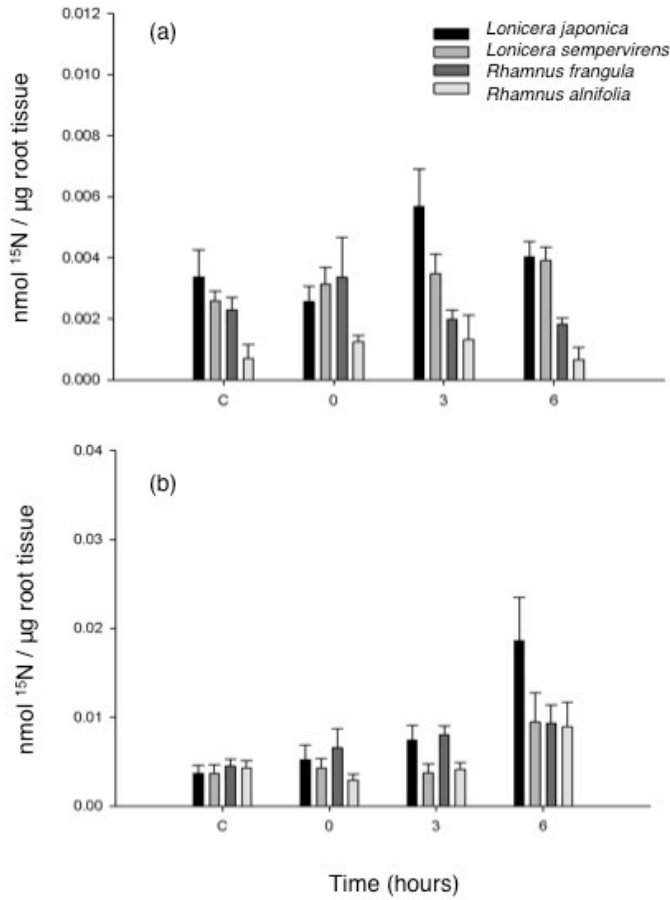 (a)
Lonicera japonica
Lonicera sempervirens
Rhamnus frangula
Rhamnus alnifolia
nmol ¹⁵N / µg root tissue
0.012
0.010
0.008
0.006
0.004
0.002
0.000
C 0 3 6
(b)
nmol ¹⁵N / µg root tissue
0.04
0.03
0.02
0.01
0.00
C 0 3 6
Time (hours)